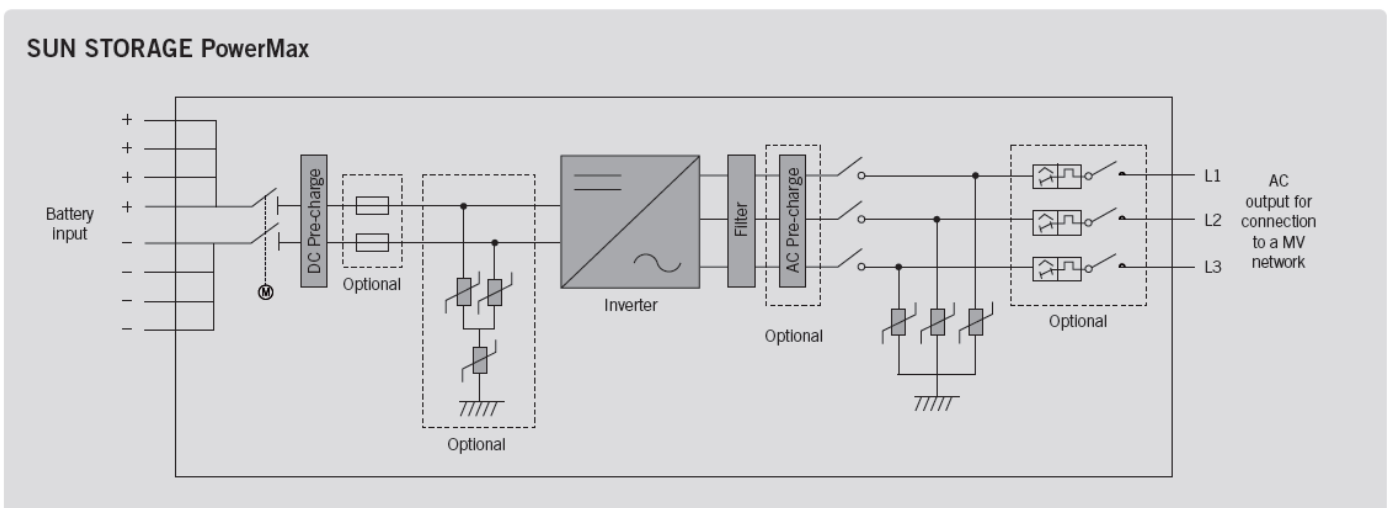 SUN STORAGE PowerMax
+
+
+
+
−
−
−
−
Battery
input
M
DC Pre-charge
Optional
Optional
Inverter
Filter
AC Pre-charge
Optional
Optional
L1
L2
L3
AC
output for
connection
to a MV
network